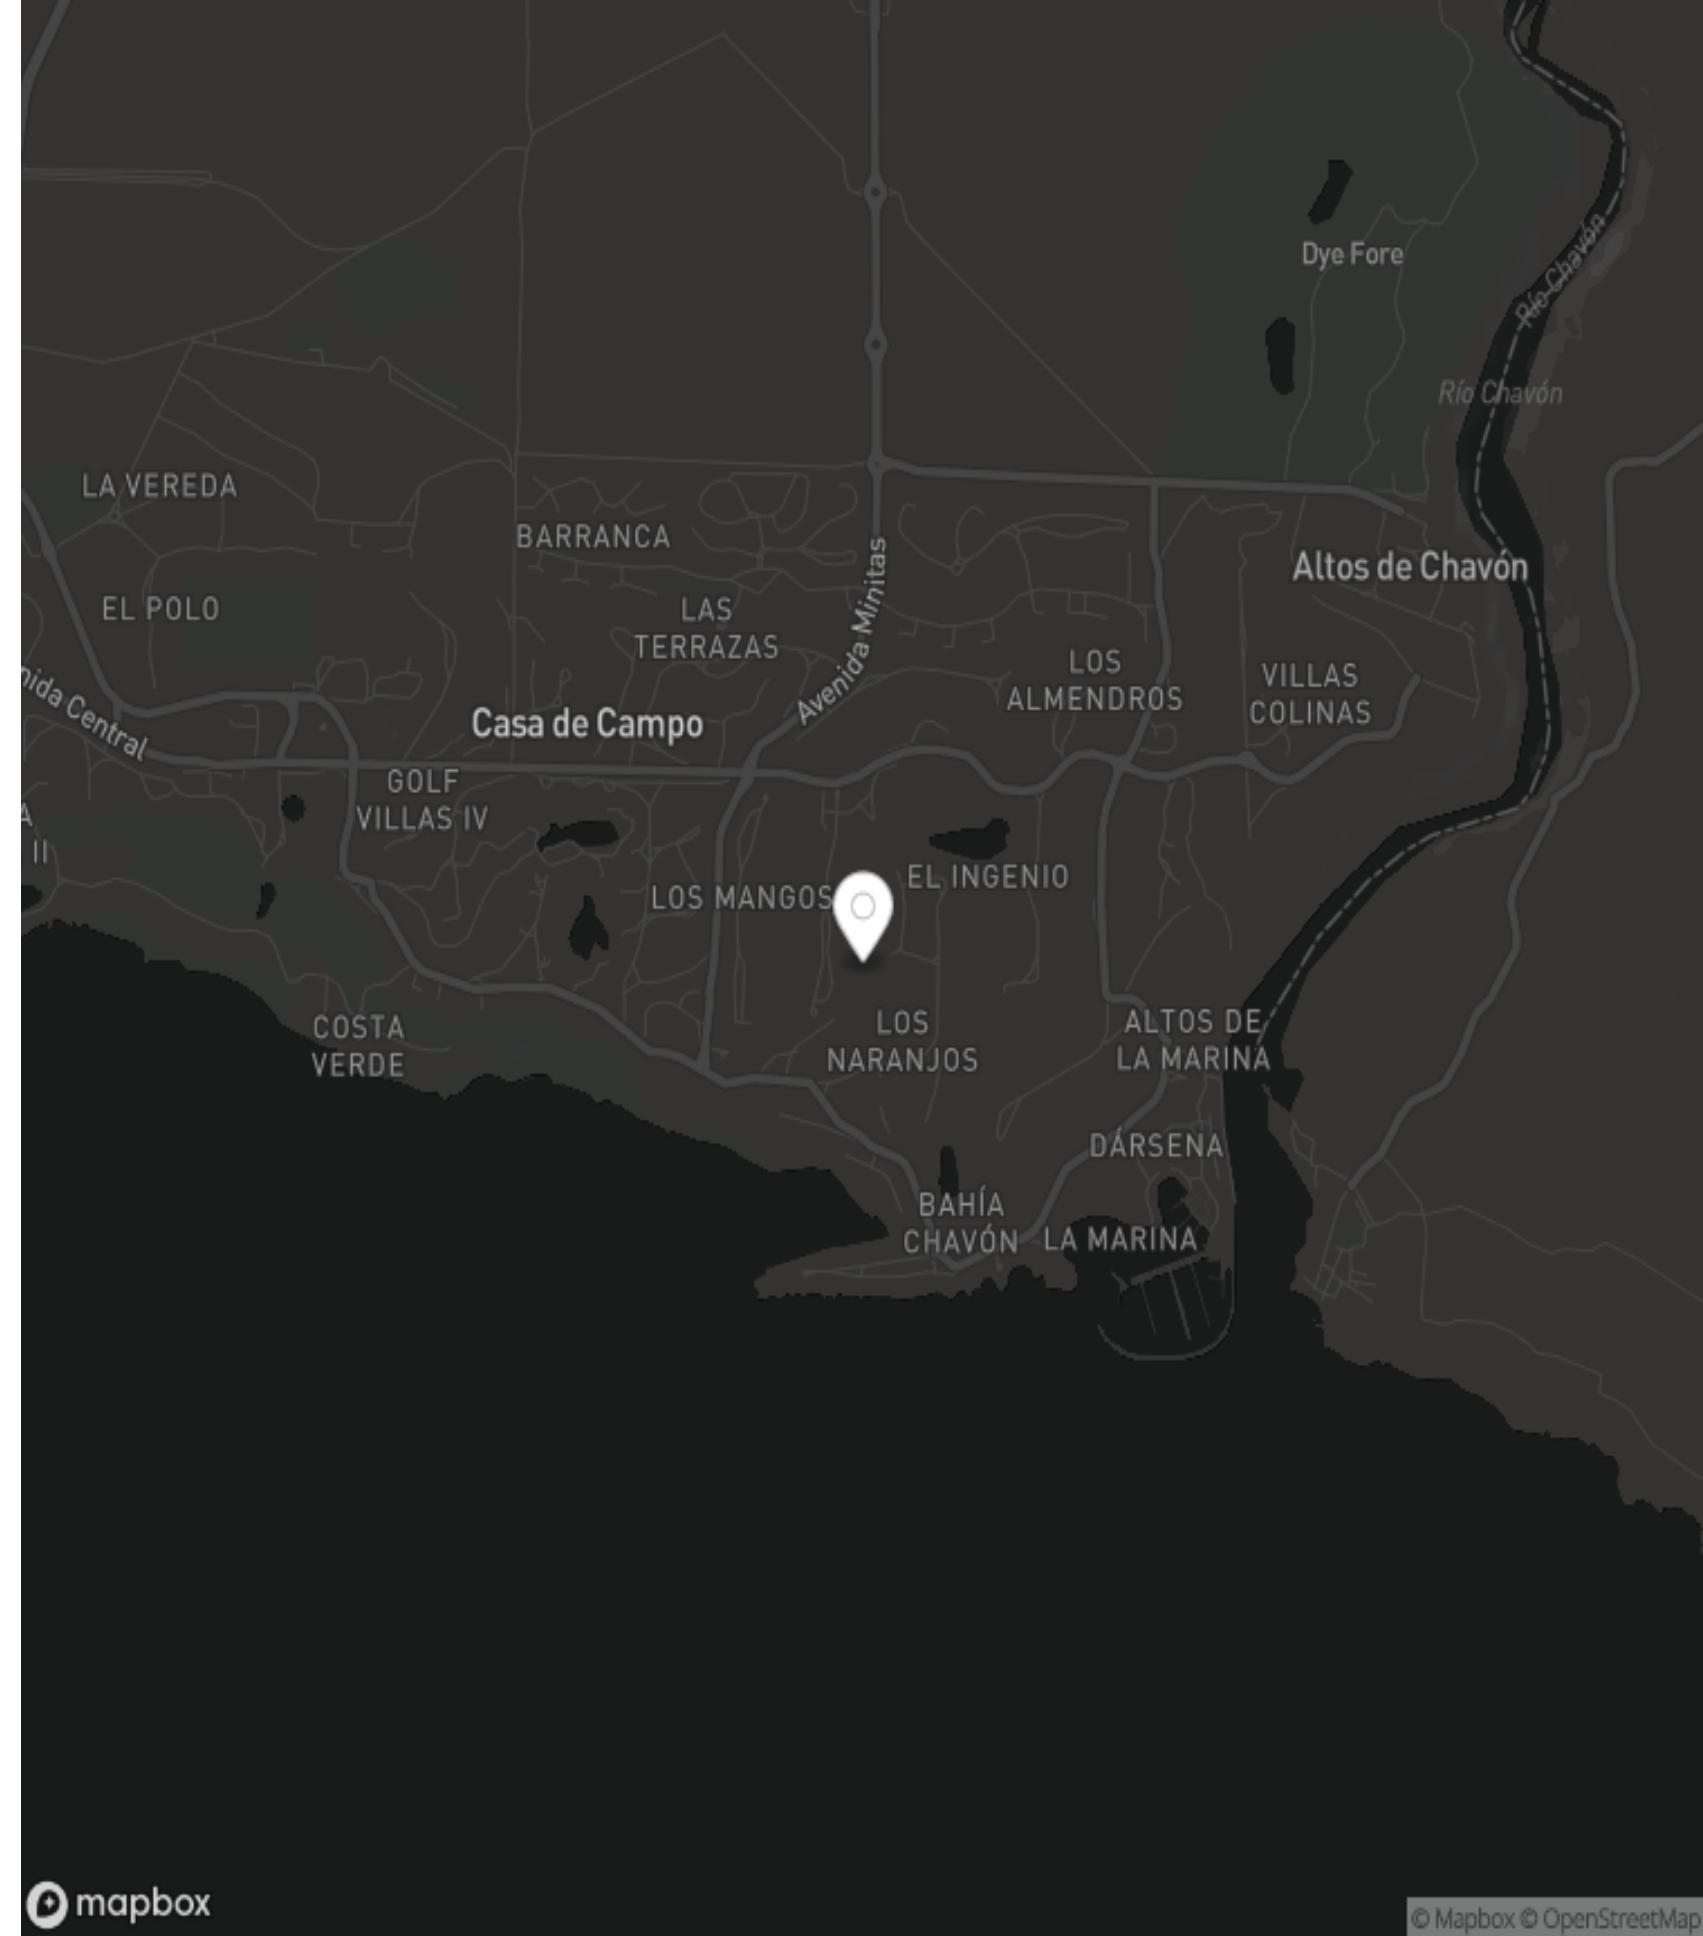 Dye Fore
Río Chavón
Río Chavón
LA VEREDA
BARRANCA
Avenida Minitas
Altos de Chavón
EL POLO
LAS
TERRAZAS
LOS
ALMENDROS
VILLAS
COLINAS
nida Central
Casa de Campo
GOLF
VILLAS IV
A
II
LOS MANGOS
EL INGENIO
COSTA
VERDE
LOS
NARANJOS
ALTOS DE
LA MARINA
DÁRSENA
BAHÍA
CHAVÓN
LA MARINA
mapbox
© Mapbox © OpenStreetMap